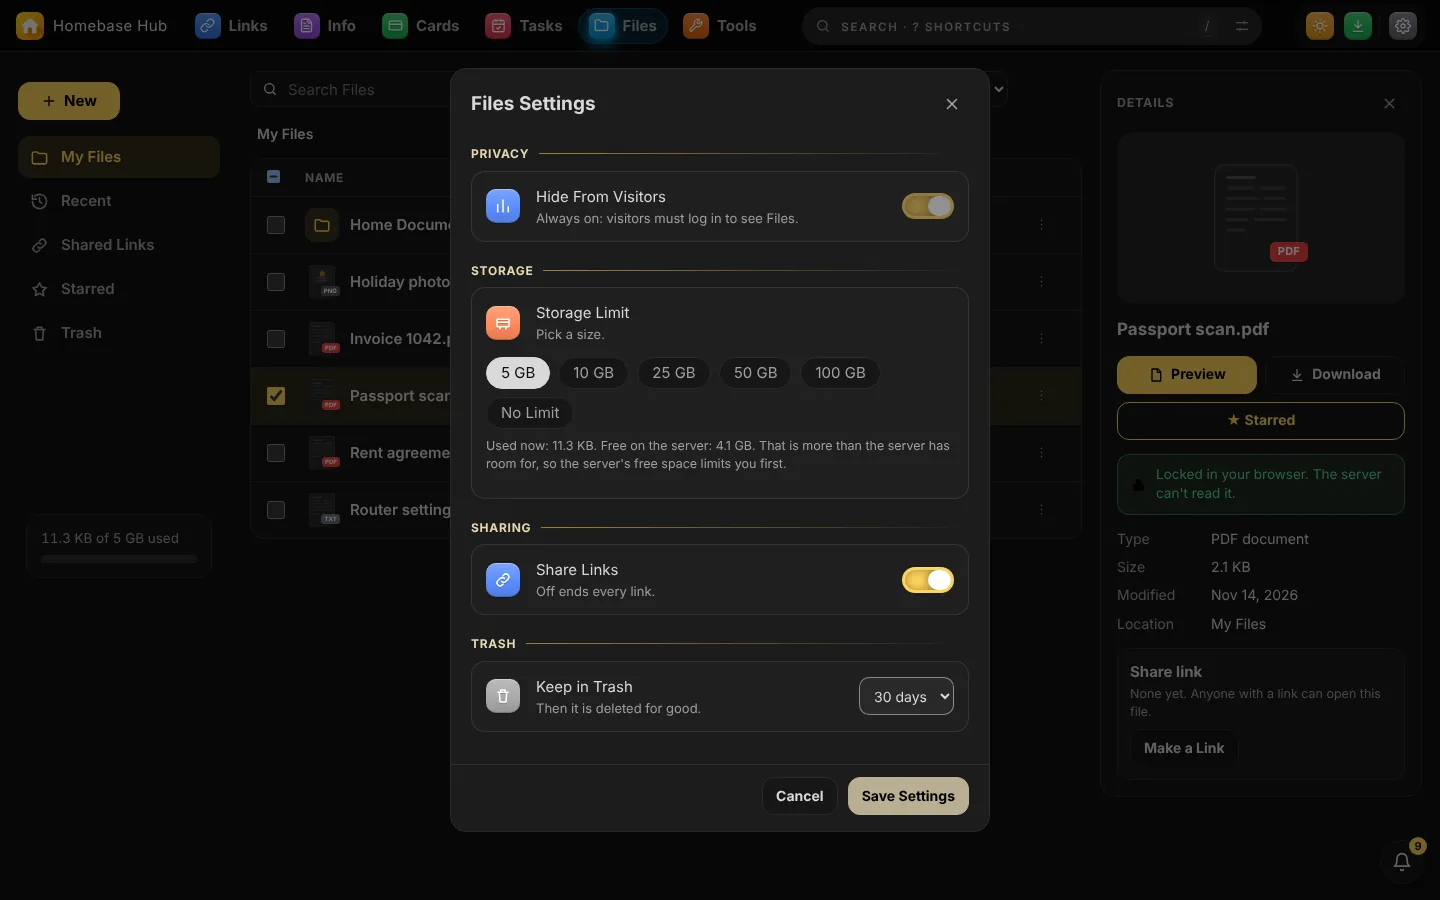 Homebase Hub
Links
Info
Cards
Tasks
Files
Tools
SEARCH · ? SHORTCUTS
/
+ New
My Files
Recent
Shared Links
Starred
Trash
11.3 KB of 5 GB used
Search Files
My Files
NAME
Home Docume
Holiday photo
PNG
Invoice 1042.p
PDF
Passport scar
PDF
Rent agreeme
PDF
Router setting
TXT
Files Settings
PRIVACY
Hide From Visitors
Always on: visitors must log in to see Files.
STORAGE
Storage Limit
Pick a size.
5 GB
10 GB
25 GB
50 GB
100 GB
No Limit
Used now: 11.3 KB. Free on the server: 4.1 GB. That is more than the server has
room for, so the server's free space limits you first.
SHARING
Share Links
Off ends every link.
TRASH
Keep in Trash
Then it is deleted for good.
30 days
Cancel
Save Settings
DETAILS
PDF
Passport scan.pdf
Preview
Download
★ Starred
Locked in your browser. The server
can't read it.
Type PDF document
Size 2.1 KB
Modified Nov 14, 2026
Location My Files
Share link
None yet. Anyone with a link can open this
file.
Make a Link
9